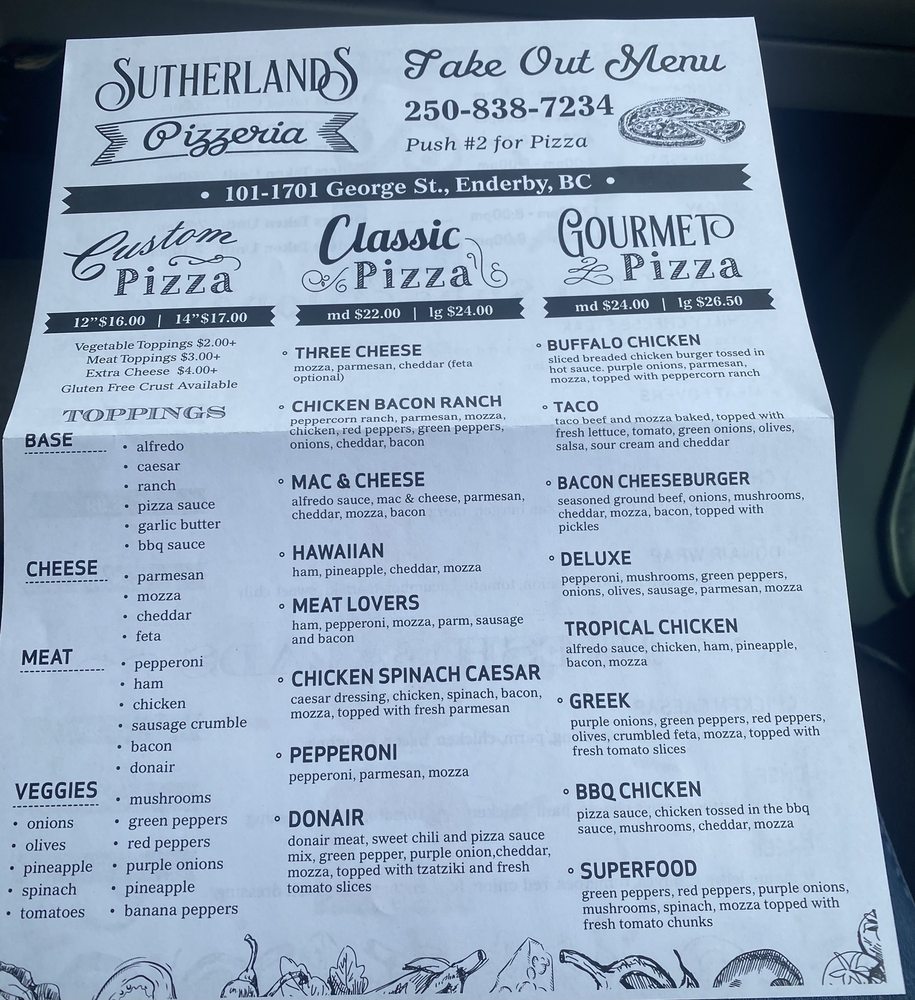 SUTHERLANDS
Pizzeria
Take Out Menu
250-838-7234
Push #2 for Pizza
• 101-1701 George St., Enderby, BC •
Custom
Pizza
12”$16.00 | 14”$17.00
Vegetable Toppings $2.00+
Meat Toppings $3.00+
Extra Cheese $4.00+
Gluten Free Crust Available
TOPPINGS
BASE
• alfredo
• caesar
• ranch
• pizza sauce
• garlic butter
• bbq sauce
CHEESE
• parmesan
• mozza
• cheddar
• feta
MEAT
• pepperoni
• ham
• chicken
• sausage crumble
• bacon
• donair
VEGGIES
• onions
• olives
• pineapple
• spinach
• tomatoes
• mushrooms
• green peppers
• red peppers
• purple onions
• pineapple
• banana peppers
Classic
Pizza
md $22.00 | lg $24.00
◦ THREE CHEESE
mozza, parmesan, cheddar (feta
optional)
◦ CHICKEN BACON RANCH
peppercorn ranch, parmesan, mozza,
chicken, red peppers, green peppers,
onions, cheddar, bacon
◦ MAC & CHEESE
alfredo sauce, mac & cheese, parmesan,
cheddar, mozza, bacon
◦ HAWAIIAN
ham, pineapple, cheddar, mozza
◦ MEAT LOVERS
ham, pepperoni, mozza, parm, sausage
and bacon
◦ CHICKEN SPINACH CAESAR
caesar dressing, chicken, spinach, bacon,
mozza, topped with fresh parmesan
◦ PEPPERONI
pepperoni, parmesan, mozza
◦ DONAIR
donair meat, sweet chili and pizza sauce
mix, green pepper, purple onion,cheddar,
mozza, topped with tzatziki and fresh
tomato slices
GOURMET
Pizza
md $24.00 | lg $26.50
◦ BUFFALO CHICKEN
sliced breaded chicken burger tossed in
hot sauce. purple onions, parmesan,
mozza, topped with peppercorn ranch
◦ TACO
taco beef and mozza baked, topped with
fresh lettuce, tomato, green onions, olives,
salsa, sour cream and cheddar
◦ BACON CHEESEBURGER
seasoned ground beef, onions, mushrooms,
cheddar, mozza, bacon, topped with
pickles
◦ DELUXE
pepperoni, mushrooms, green peppers,
onions, olives, sausage, parmesan, mozza
TROPICAL CHICKEN
alfredo sauce, chicken, ham, pineapple,
bacon, mozza
◦ GREEK
purple onions, green peppers, red peppers,
olives, crumbled feta, mozza, topped with
fresh tomato slices
◦ BBQ CHICKEN
pizza sauce, chicken tossed in the bbq
sauce, mushrooms, cheddar, mozza
◦ SUPERFOOD
green peppers, red peppers, purple onions,
mushrooms, spinach, mozza topped with
fresh tomato chunks